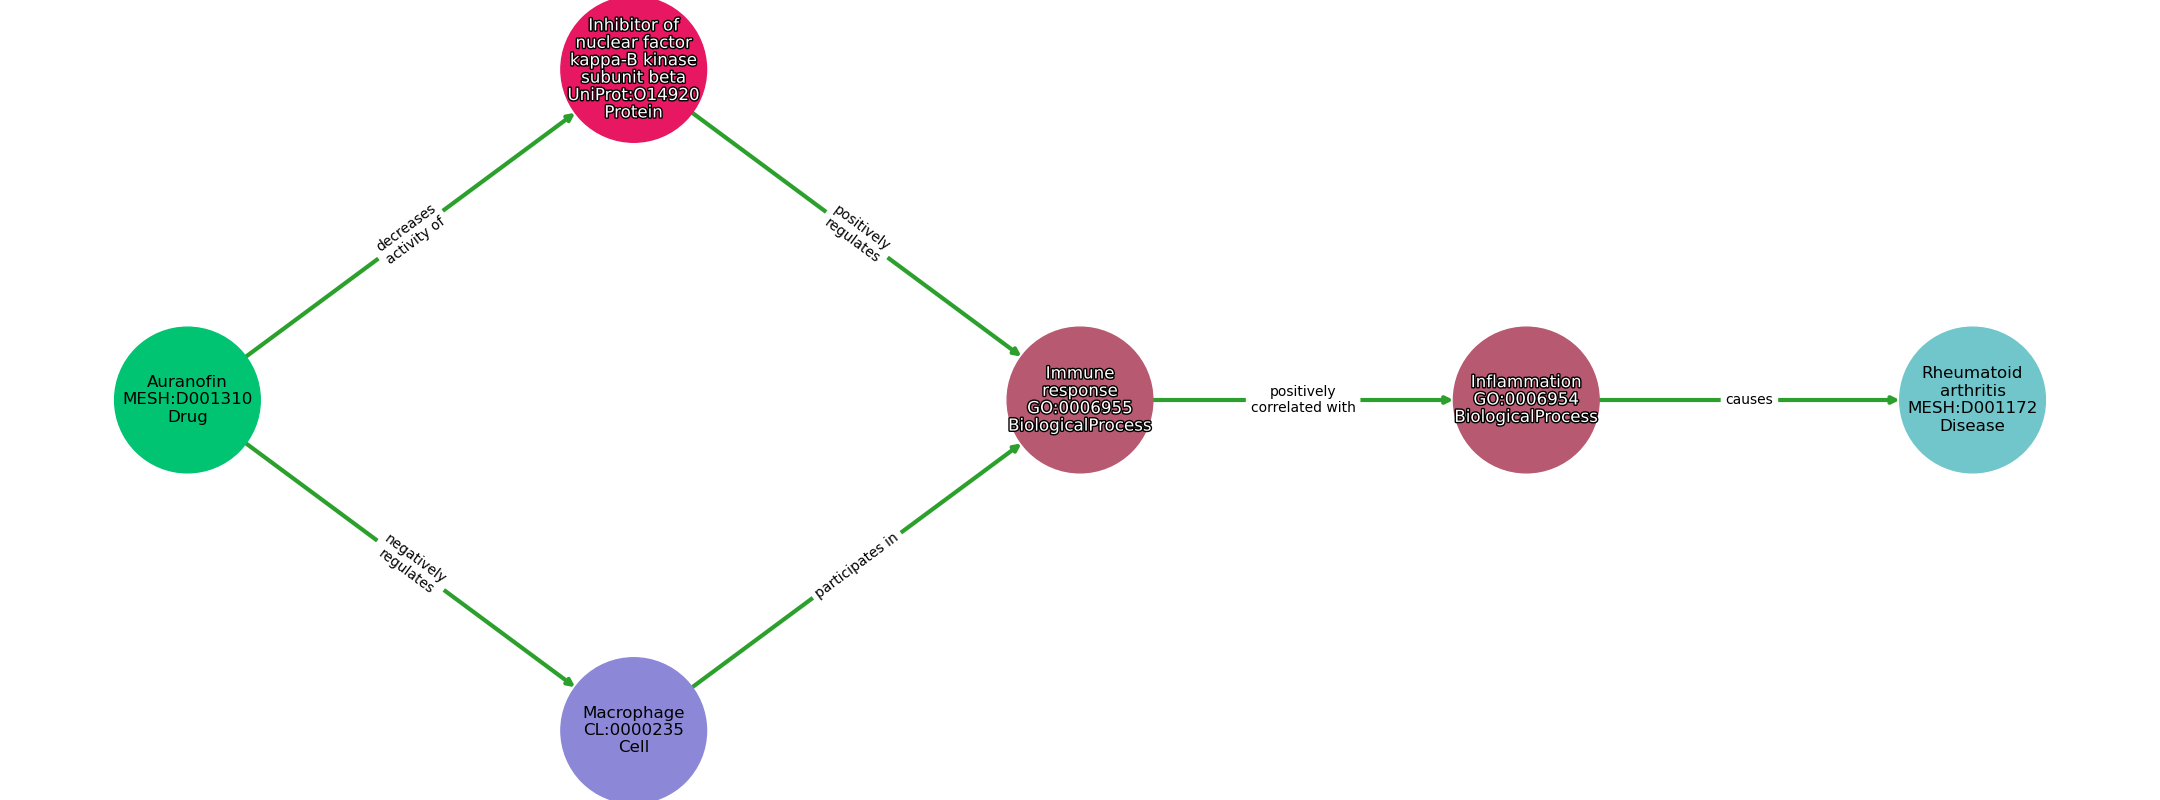 Inhibitor of
nuclear factor
kappa-B kinase
subunit beta
UniProt:O14920
Protein
decreases
activity of
positively
regulates
Auranofin
MESH:D001310
Drug
Immune
response
GO:0006955
BiologicalProcess
positively
correlated with
Inflammation
GO:0006954
BiologicalProcess
causes
Rheumatoid
arthritis
MESH:D001172
Disease
negatively
regulates
participates in
Macrophage
CL:0000235
Cell